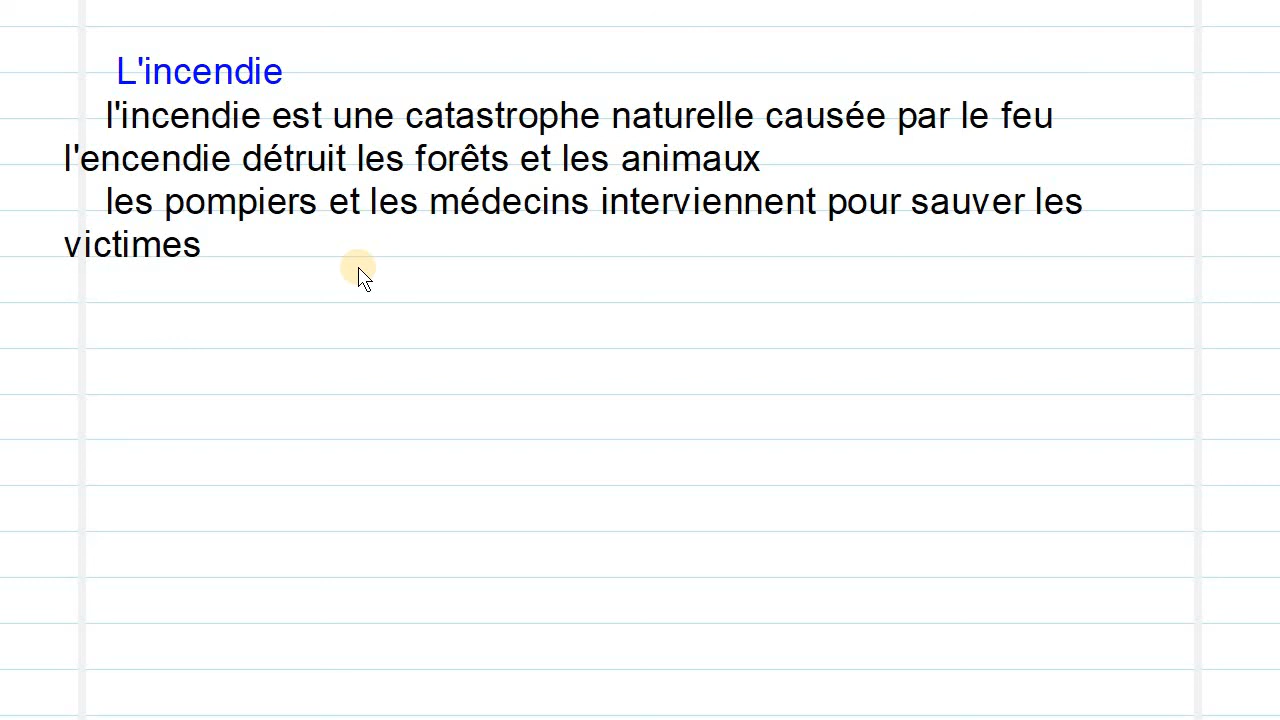 L'incendie
l'incendie est une catastrophe naturelle causée par le feu
l'encendie détruit les forêts et les animaux
les pompiers et les médecins interviennent pour sauver les
victimes